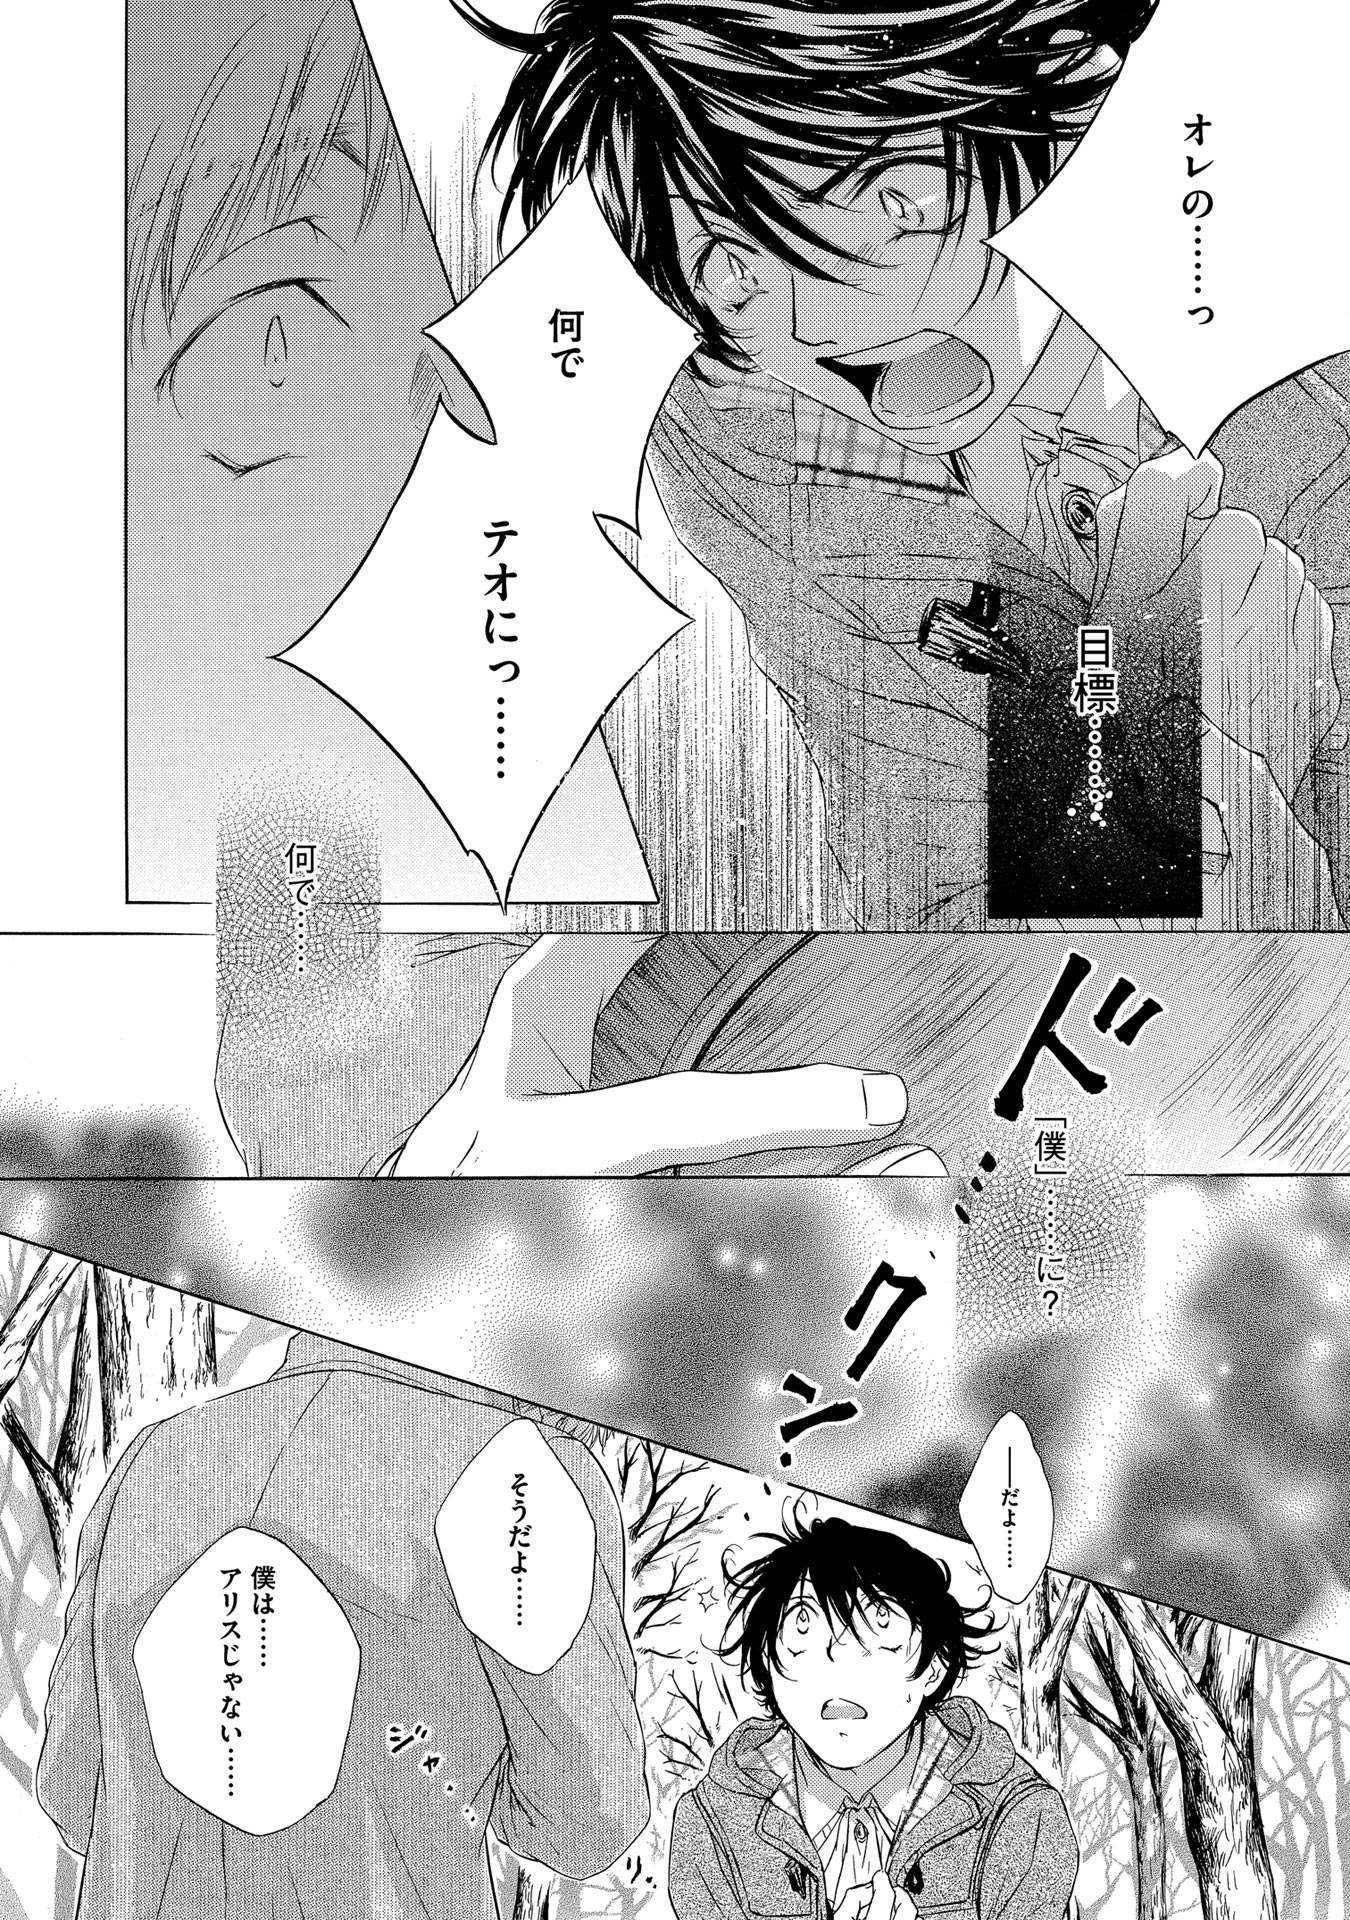 オレの……っ
目標…………
何で
テオにっ……
何で……
ドクン
「僕」……に？
──だよ……
そうだよ……
僕は……
アリスじゃない……
ジャリ